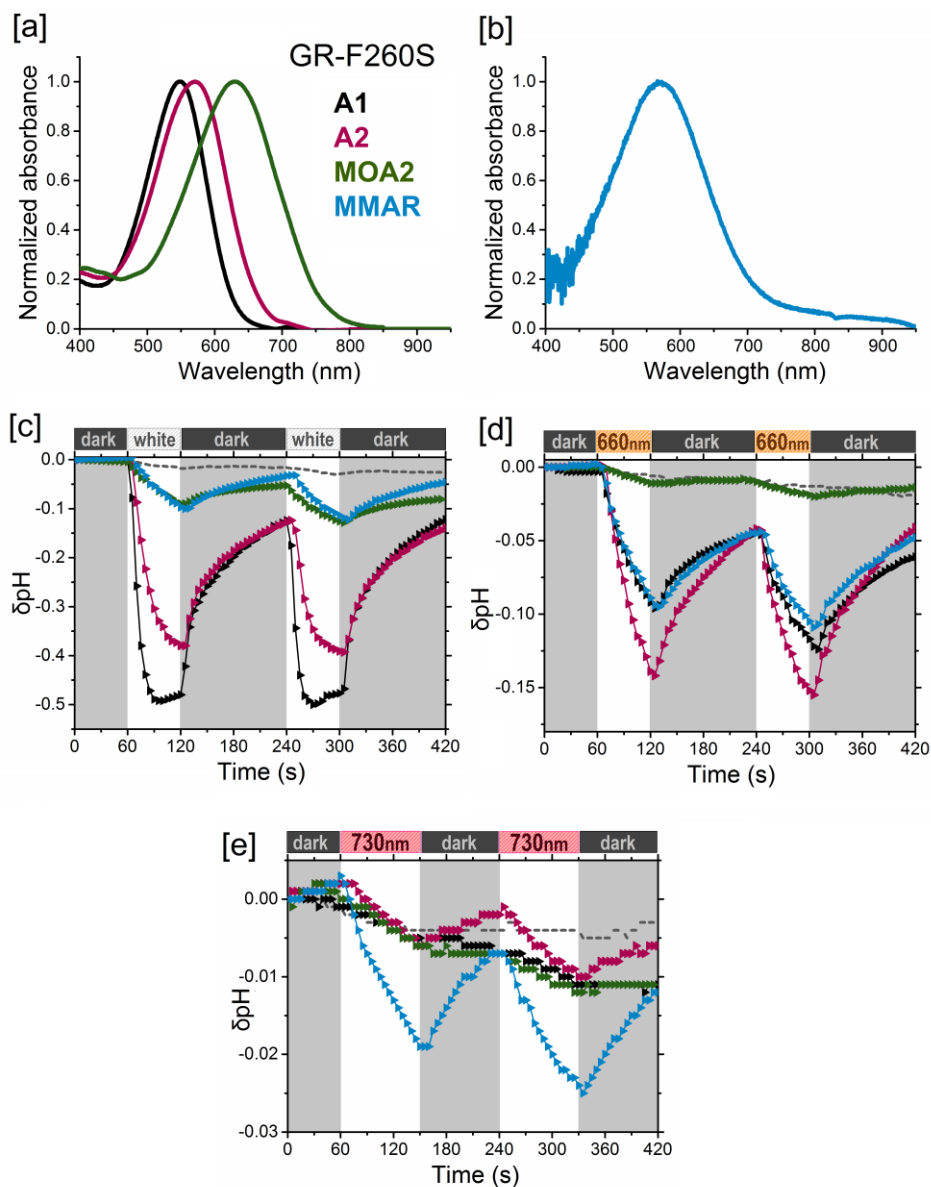 [a]
GR-F260S
A1
A2
MOA2
MMAR
Normalized absorbance
1.0
0.8
0.6
0.4
0.2
0.0
400 500 600 700 800 900
Wavelength (nm)
[b]
Normalized absorbance
1.0
0.8
0.6
0.4
0.2
0.0
400 500 600 700 800 900
Wavelength (nm)
[c]
dark white dark white dark
δpH
0.0
-0.1
-0.2
-0.3
-0.4
-0.5
0 60 120 180 240 300 360 420
Time (s)
[d]
dark 660nm dark 660nm dark
δpH
0.00
-0.05
-0.10
-0.15
0 60 120 180 240 300 360 420
Time (s)
[e]
dark 730nm dark 730nm dark
δpH
0.00
-0.01
-0.02
-0.03
0 60 120 180 240 300 360 420
Time (s)